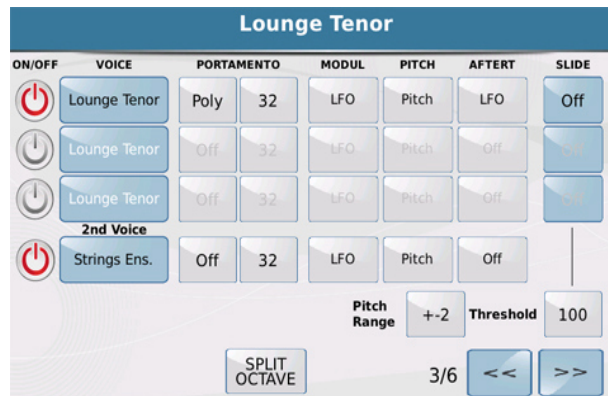 Lounge Tenor
ON/OFF VOICE PORTAMENTO MODUL PITCH AFTERT SLIDE
Lounge Tenor Poly 32 LFO Pitch LFO Off
Lounge Tenor Off 32 LFO Pitch Off Off
Lounge Tenor Off 32 LFO Pitch Off Off
2nd Voice
Strings Ens. Off 32 LFO Pitch Off
Pitch
Range +-2 Threshold 100
SPLIT
OCTAVE 3/6 << >>